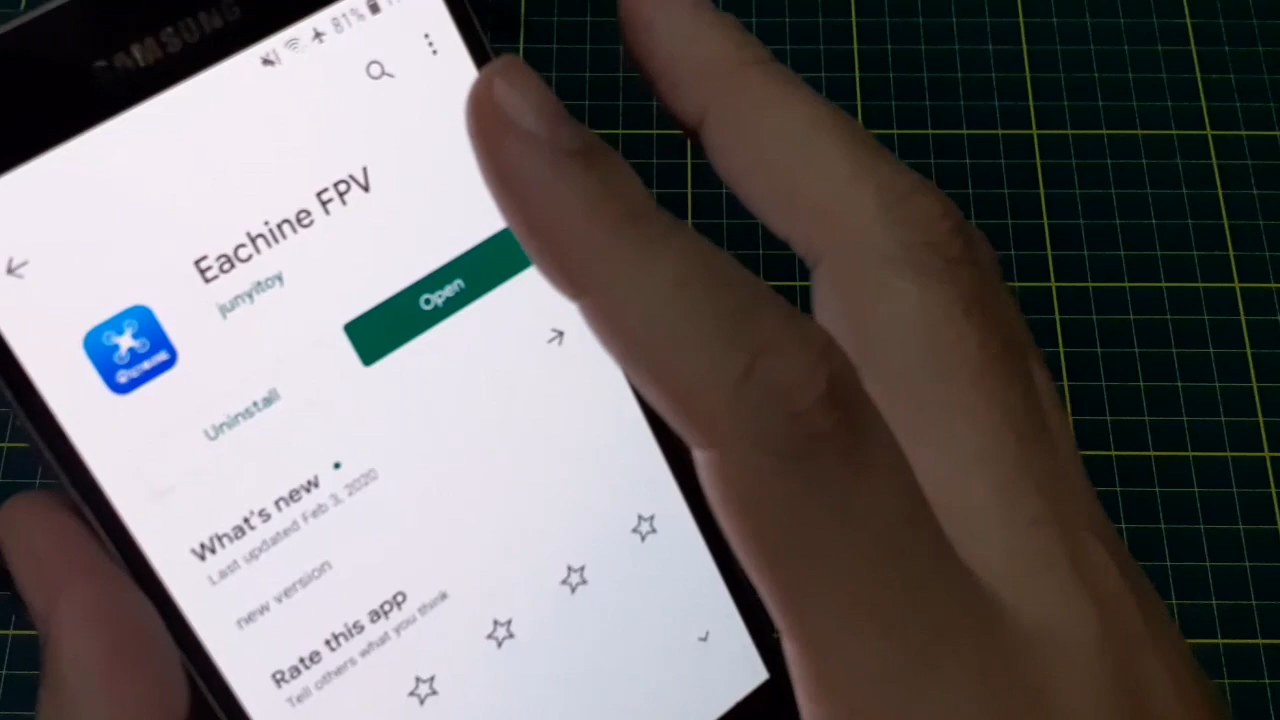 SAMSUNG
81%
Eachine FPV
junyitoy
Open
Uninstall
What's new
Last updated Feb 3, 2020
new version
Rate this app
Tell others what you think